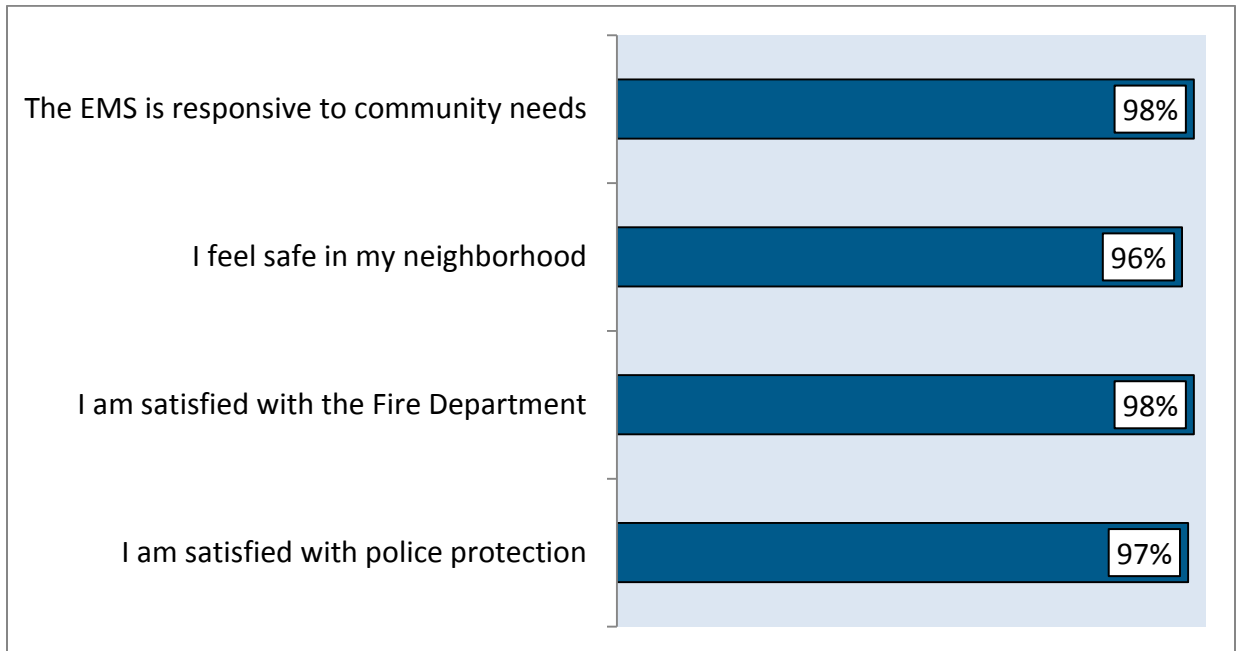 The EMS is responsive to community needs
98%
I feel safe in my neighborhood
96%
I am satisfied with the Fire Department
98%
I am satisfied with police protection
97%